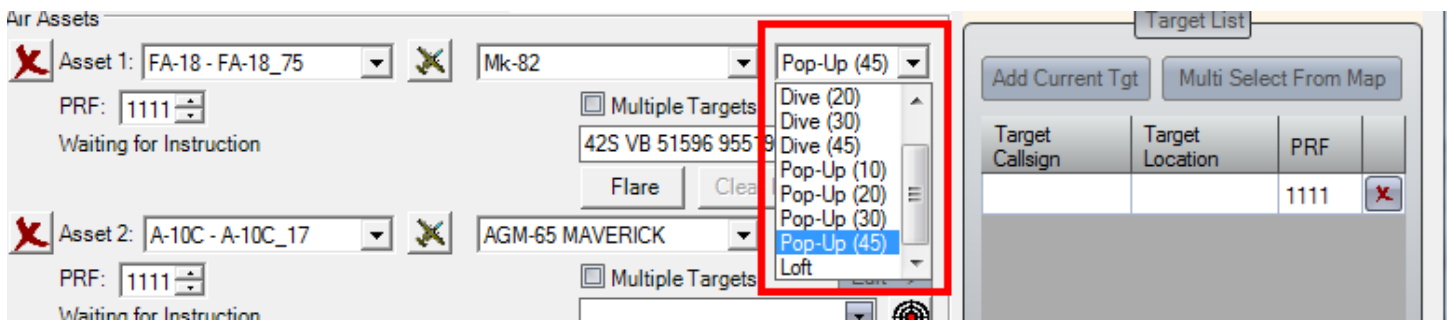 Air Assets
Target List
Asset 1: FA-18 - FA-18_75 Mk-82 Pop-Up (45)
Add Current Tgt Multi Select From Map
PRF: 1111 Multiple Targets
Waiting for Instruction
42S VB 51596 95519
Flare
Dive (20)
Dive (30)
Dive (45)
Pop-Up (10)
Pop-Up (20)
Pop-Up (30)
Pop-Up (45)
Loft
Target Callsign
Target Location
PRF
1111
Asset 2: A-10C - A-10C_17 AGM-65 MAVERICK
PRF: 1111 Multiple Targets
Waiting for Instruction